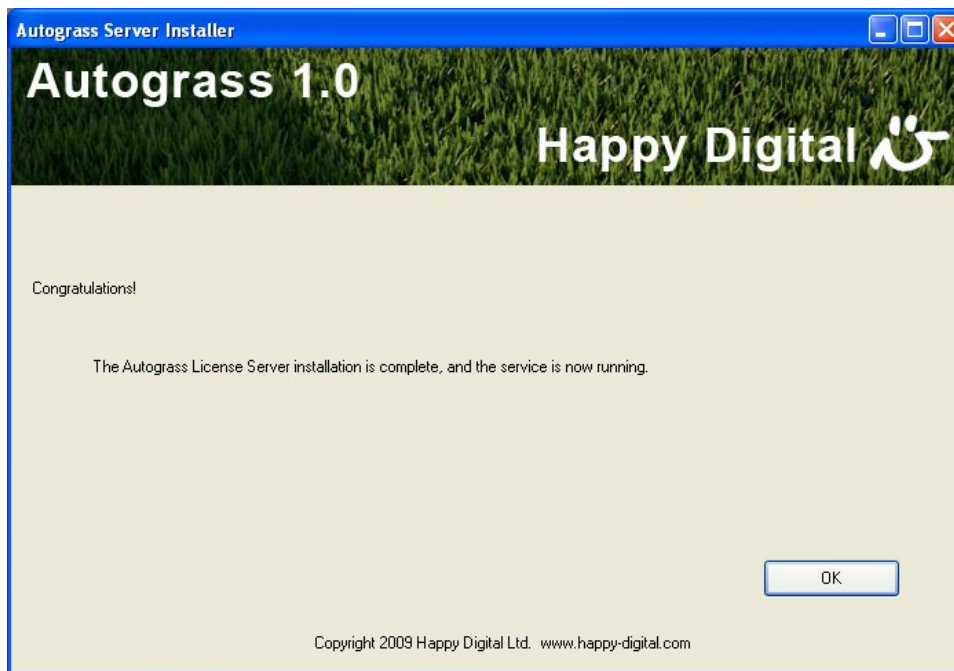 Autograss Server Installer
Autograss 1.0
Happy Digital
Congratulations!
The Autograss License Server installation is complete, and the service is now running.
OK
Copyright 2009 Happy Digital Ltd. www.happy-digital.com